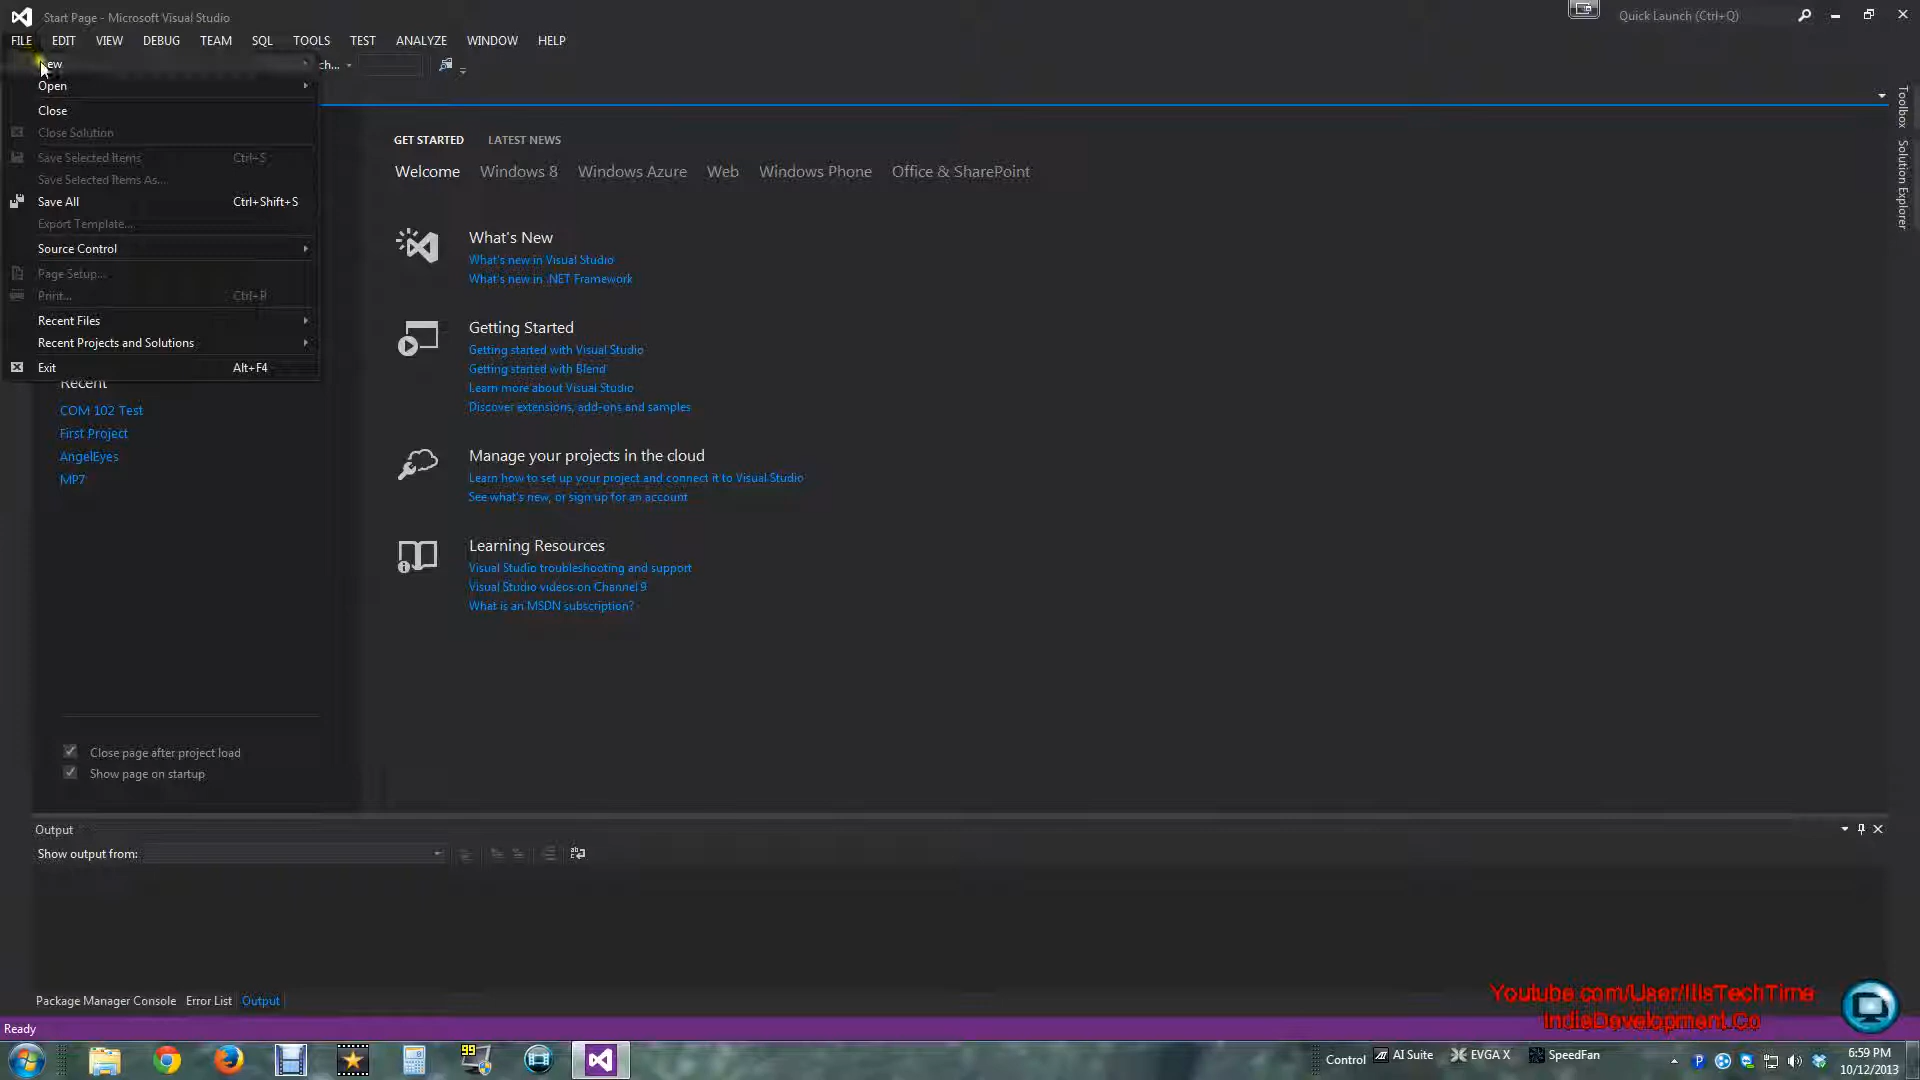 Start Page - Microsoft Visual Studio
Quick Launch (Ctrl+Q)
FILE EDIT VIEW DEBUG TEAM SQL TOOLS TEST ANALYZE WINDOW HELP
ch...
Open
Close
Close Solution
Save Selected Items Ctrl+S
Save Selected Items As...
Save All Ctrl+Shift+S
Export Template...
Source Control
Page Setup...
Print... Ctrl+P
Recent Files
Recent Projects and Solutions
Exit Alt+F4
Recent
COM 102 Test
First Project
AngelEyes
MP7
Close page after project load
Show page on startup
GET STARTED LATEST NEWS
Welcome Windows 8 Windows Azure Web Windows Phone Office & SharePoint
What's New
What's new in Visual Studio
What's new in .NET Framework
Getting Started
Getting started with Visual Studio
Getting started with Blend
Learn more about Visual Studio
Discover extensions, add-ons and samples
Manage your projects in the cloud
Learn how to set up your project and connect it to Visual Studio
See what's new, or sign up for an account
Learning Resources
Visual Studio troubleshooting and support
Visual Studio videos on Channel 9
What is an MSDN subscription?
Toolbox
Solution Explorer
Output
Show output from:
Package Manager Console Error List Output
Ready
99
Control AI Suite EVGA X SpeedFan
6:59 PM
10/12/2013